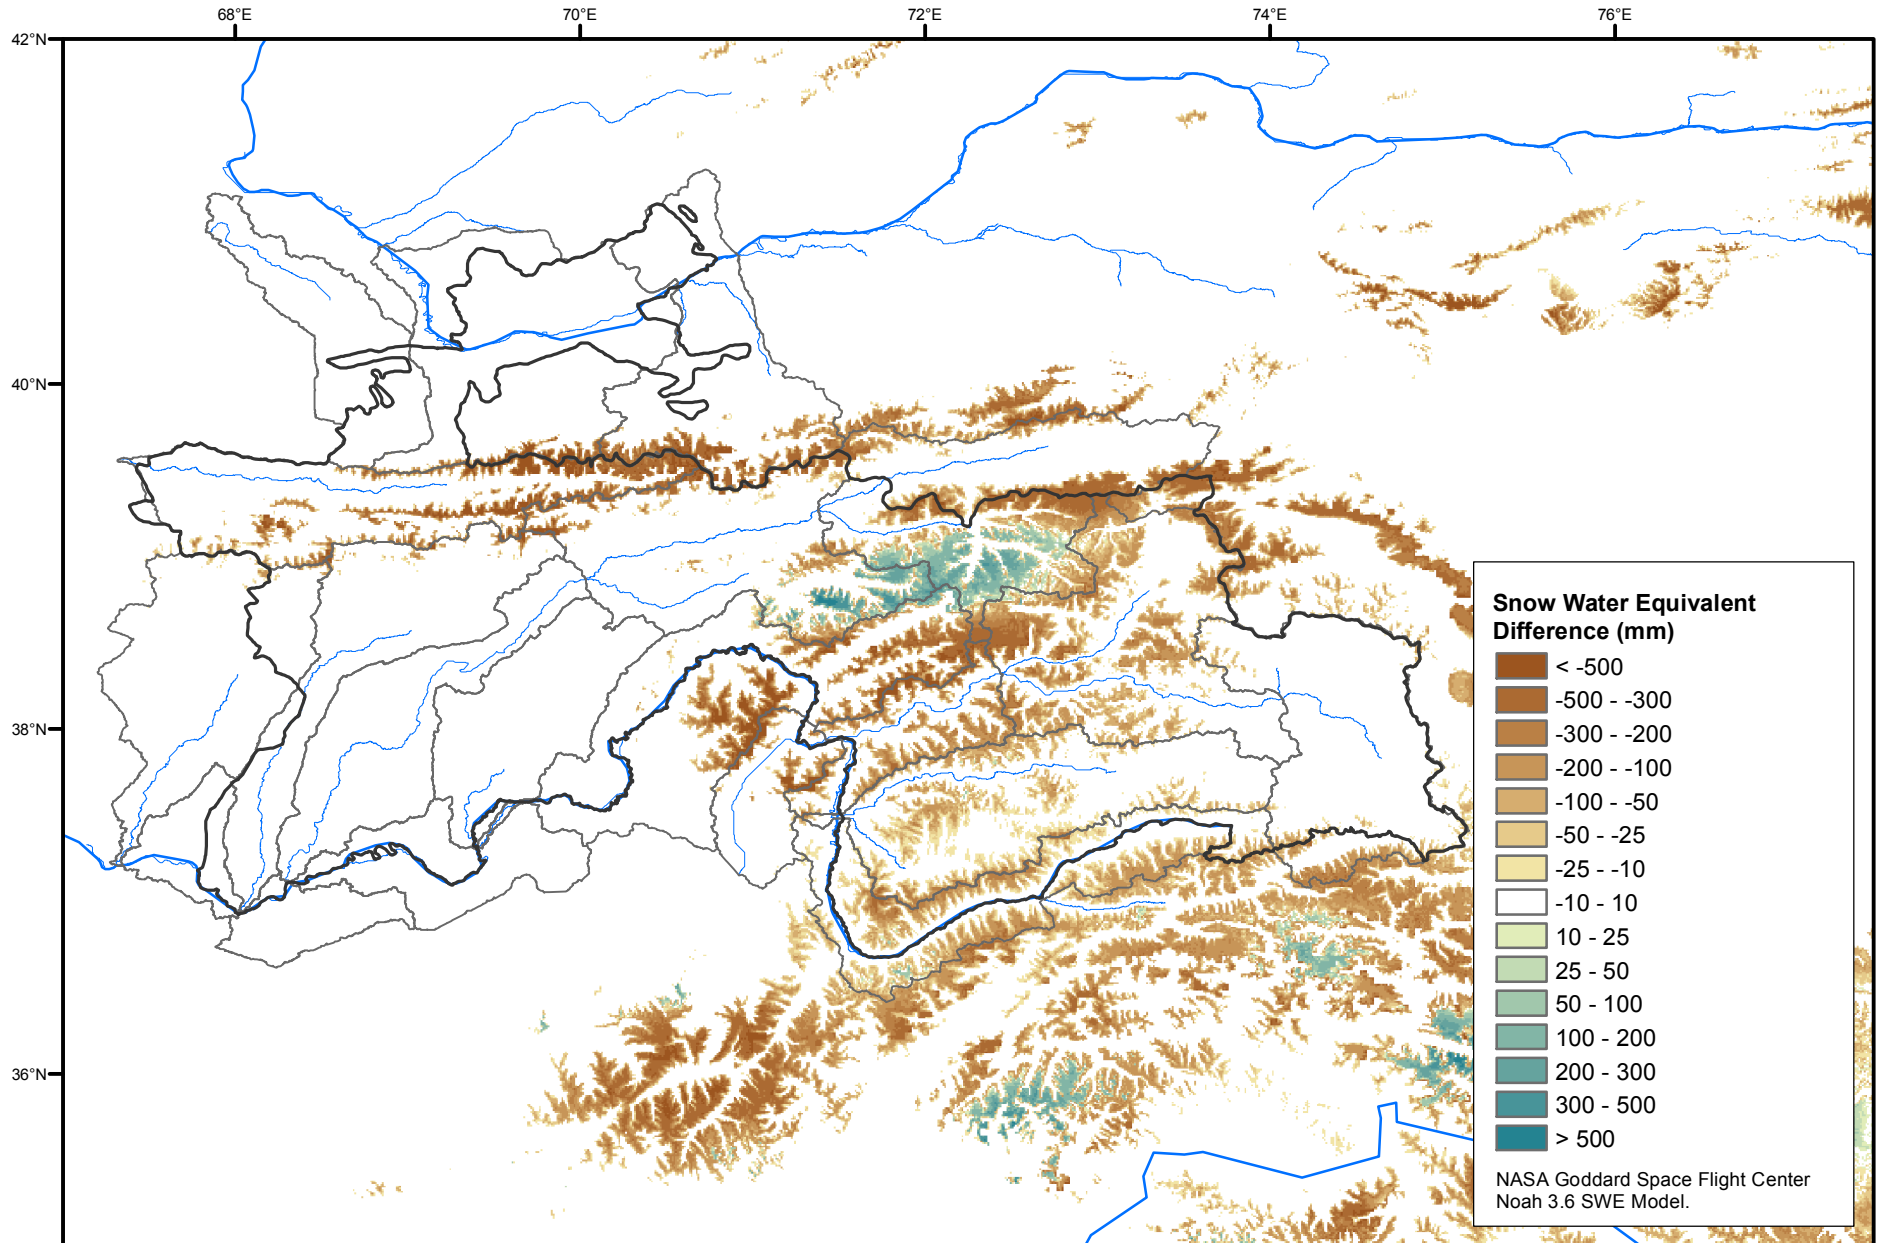 68°E
70°E
72°E
74°E
76°E
42°N
40°N
38°N
36°N
Snow Water Equivalent
Difference (mm)
< -500
-500 - -300
-300 - -200
-200 - -100
-100 - -50
-50 - -25
-25 - -10
-10 - 10
10 - 25
25 - 50
50 - 100
100 - 200
200 - 300
300 - 500
> 500
NASA Goddard Space Flight Center
Noah 3.6 SWE Model.